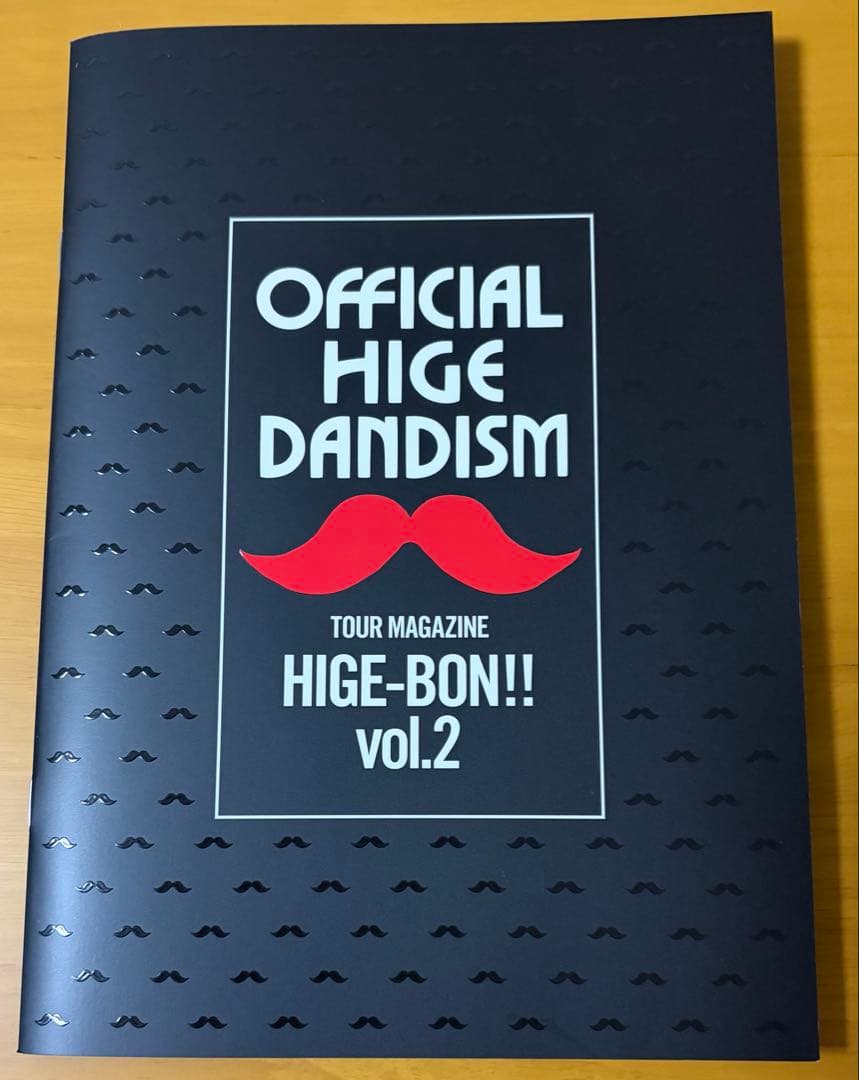 OFFICIAL
HIGE
DANDISM
TOUR MAGAZINE
HIGE-BON!!
vol.2